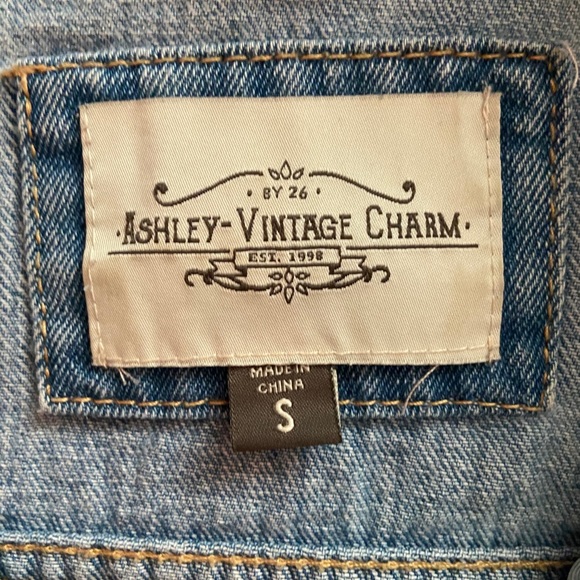 · BY 26 ·
·ASHLEY-VINTAGE CHARM·
EST. 1998
MADE IN
CHINA
S